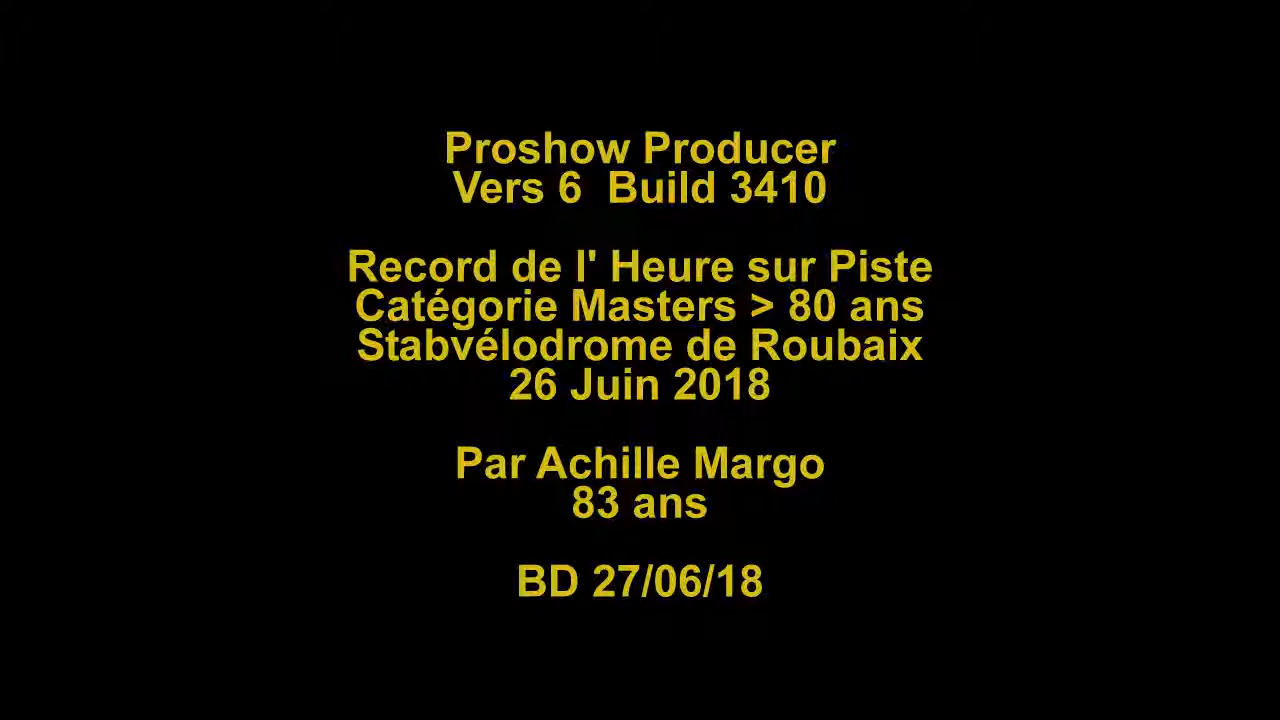 Proshow Producer
Vers 6  Build 3410
Record de l' Heure sur Piste
Catégorie Masters > 80 ans
Stabvélodrome de Roubaix
26 Juin 2018
Par Achille Margo
83 ans
BD 27/06/18